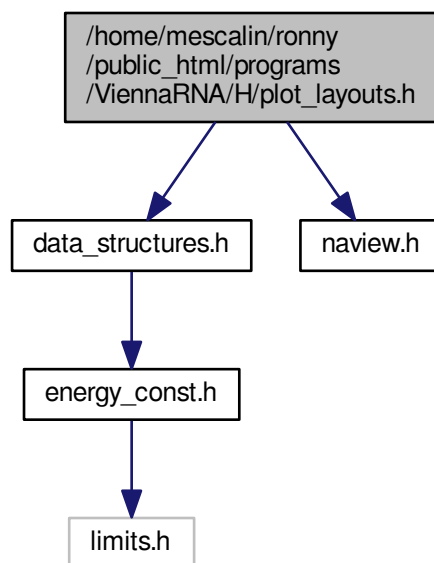 /home/mescalin/ronny
/public_html/programs
/ViennaRNA/H/plot_layouts.h
data_structures.h
naview.h
energy_const.h
limits.h